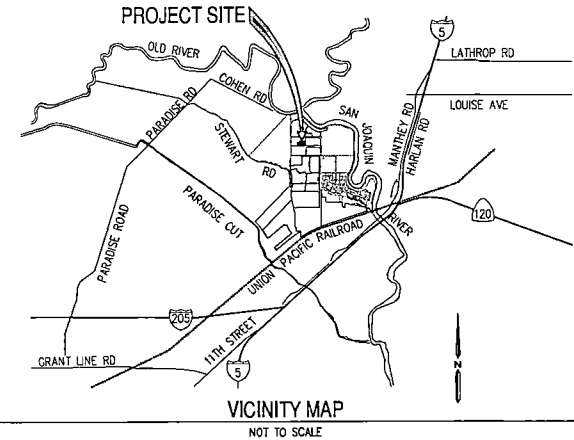 PROJECT SITE
5
OLD RIVER
LATHROP RD
COHEN RD
LOUISE AVE
PARADISE RD
SAN
JOAQUIN
RIVER
MANTHEY RD
HARLAN RD
STEWART
RD
PARADISE CUT
120
PARADISE ROAD
UNION PACIFIC RAILROAD
205
11TH STREET
GRANT LINE RD
5
N
VICINITY MAP
NOT TO SCALE